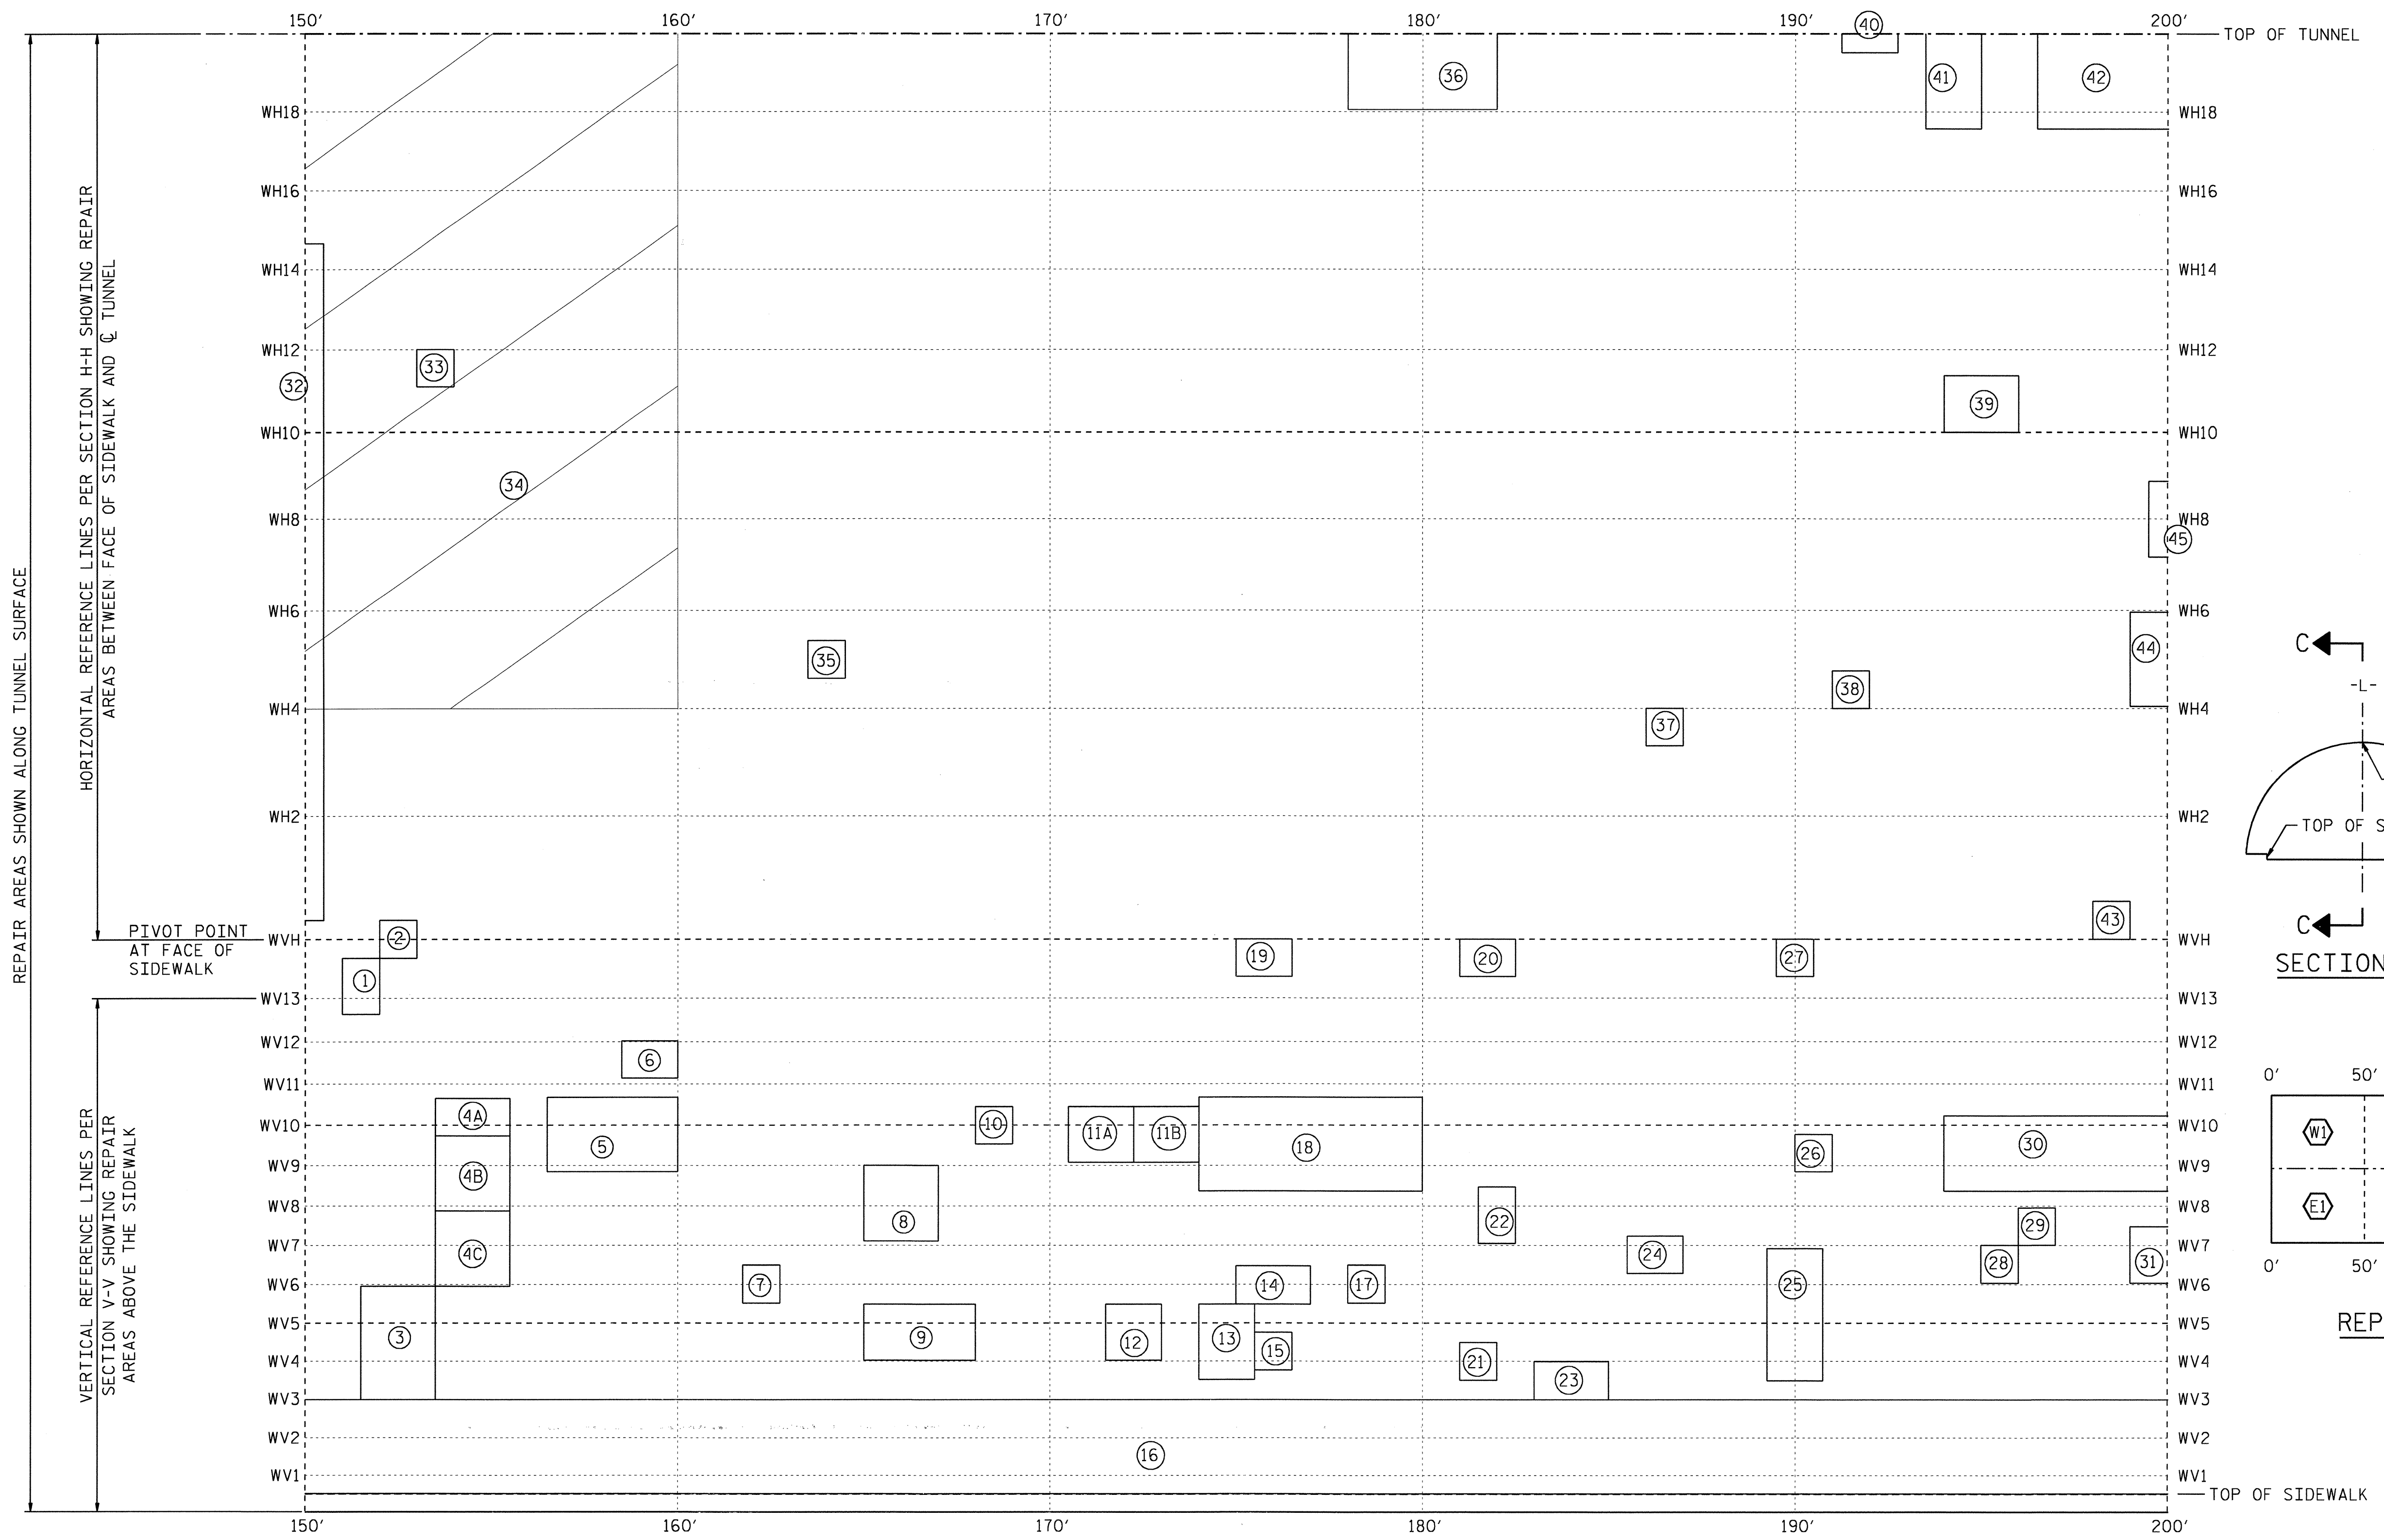 150′ 160′ 170′ 180′ 190′ 200′
TOP OF TUNNEL
40
36
41
42
WH18 WH18
WH16 WH16
WH14 WH14
WH12 WH12
33
32
39
WH10 WH10
34
WH8 WH8
45
WH6 WH6
44
35
38
WH4 WH4
37
WH2 WH2
43
2
WVH WVH
19
20
27
1
WV13 WV13
WV12 WV12
6
WV11 WV11
4A
WV10 WV10
10
11A
11B
5
18
26
30
WV9 WV9
4B
WV8 WV8
8
22
29
WV7 WV7
4C
24
28
31
WV6 WV6
7
14
17
25
WV5 WV5
3
9
12
13
15
WV4 WV4
21
23
WV3 WV3
WV2 WV2
16
WV1 WV1
TOP OF SIDEWALK
150′ 160′ 170′ 180′ 190′ 200′
REPAIR AREAS SHOWN ALONG TUNNEL SURFACE
HORIZONTAL REFERENCE LINES PER SECTION H-H SHOWING REPAIR
AREAS BETWEEN FACE OF SIDEWALK AND ℄ TUNNEL
PIVOT POINT
AT FACE OF
SIDEWALK
VERTICAL REFERENCE LINES PER
SECTION V-V SHOWING REPAIR
AREAS ABOVE THE SIDEWALK
C
-L-
TOP OF S
C
SECTION
0′ 50′
W1
E1
0′ 50′
REP